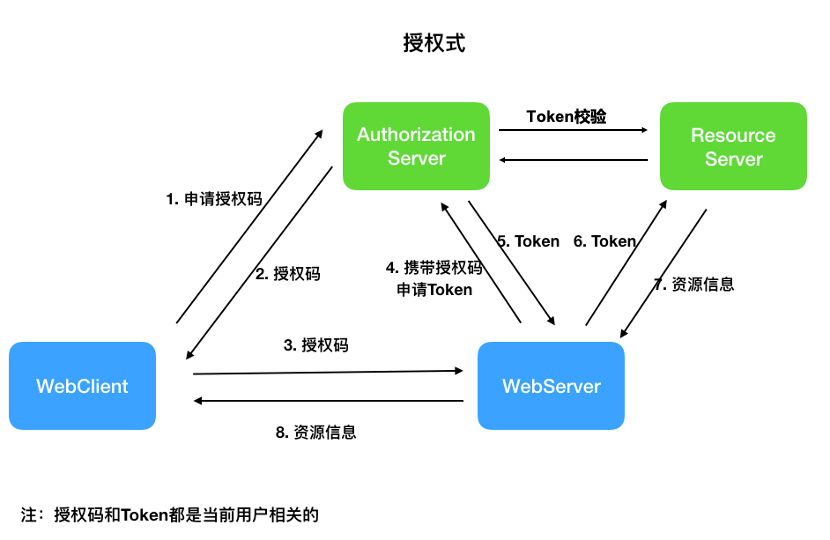 授权式
Authorization
Server
Token校验
Resource
Server
1. 申请授权码
2. 授权码
5. Token
6. Token
4. 携带授权码
申请Token
7. 资源信息
3. 授权码
WebClient
WebServer
8. 资源信息
注：授权码和Token都是当前用户相关的